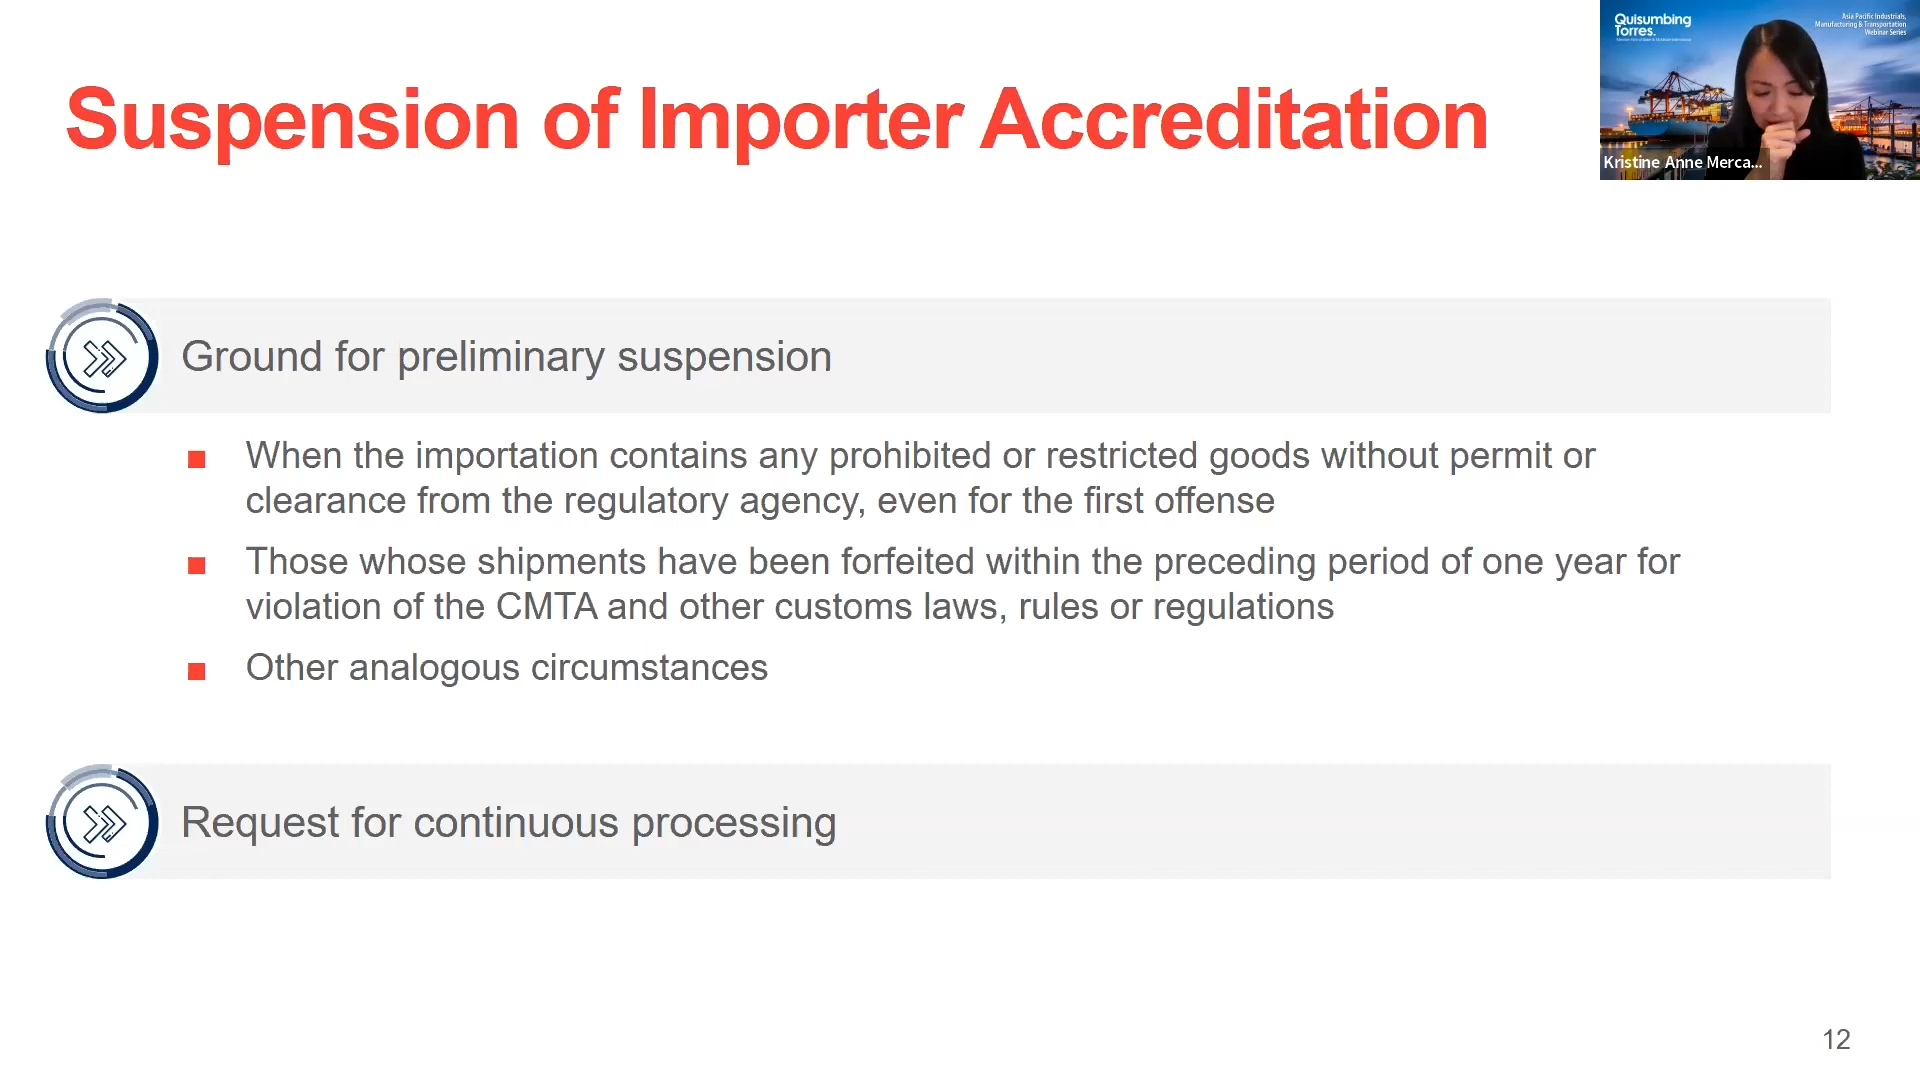 Suspension of Importer Accreditation
Quisumbing
Torres.
Asia Pacific Industrials,
Manufacturing & Transportation
Webinar Series
Kristine Anne Merca...
Ground for preliminary suspension
■ When the importation contains any prohibited or restricted goods without permit or
clearance from the regulatory agency, even for the first offense
■ Those whose shipments have been forfeited within the preceding period of one year for
violation of the CMTA and other customs laws, rules or regulations
■ Other analogous circumstances
Request for continuous processing
12